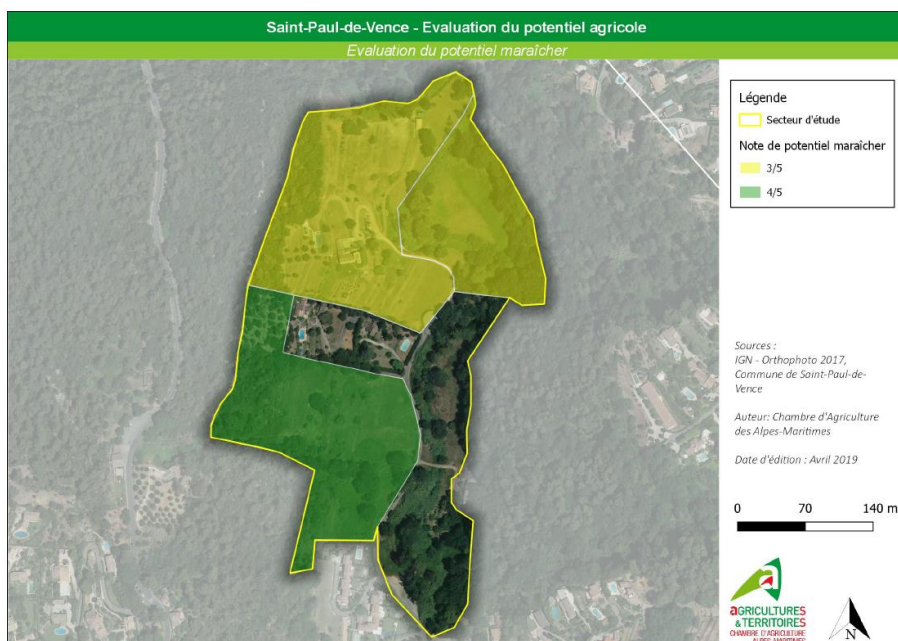 Saint-Paul-de-Vence - Evaluation du potentiel agricole
Evaluation du potentiel maraîcher
Légende
Secteur d'étude
Note de potentiel maraîcher
3/5
4/5
Sources :
IGN - Orthophoto 2017,
Commune de Saint-Paul-de-
Vence
Auteur: Chambre d'Agriculture
des Alpes-Maritimes
Date d'édition : Avril 2019
0 70 140 m
aGRICULTURES
& TERRITOIRES
CHAMBRE D'AGRICULTURE
ALPES-MARITIMES
N